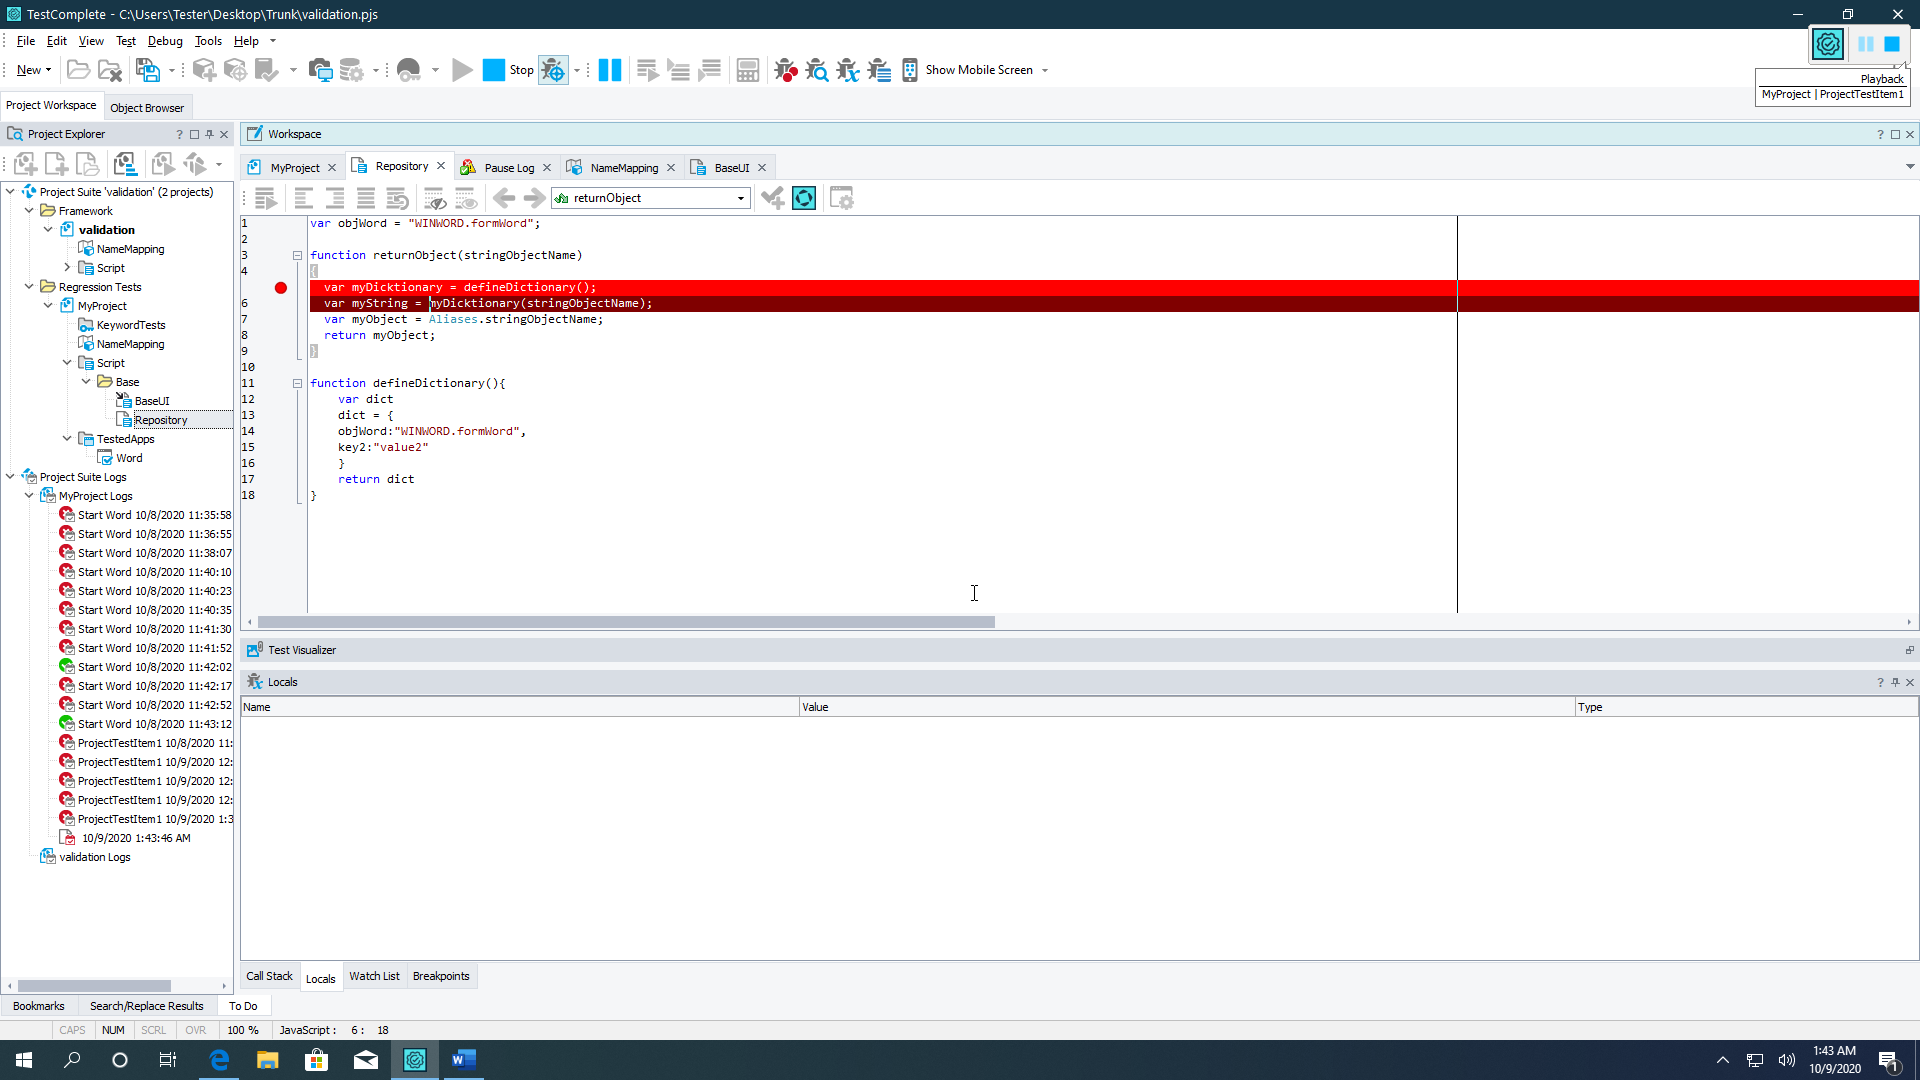 TestComplete - C:\Users\Tester\Desktop\Trunk\validation.pjs
File Edit View Test Debug Tools Help
New Stop Show Mobile Screen
Playback
MyProject | ProjectTestItem1
Project Workspace Object Browser
Project Explorer
Workspace
MyProject Repository Pause Log NameMapping BaseUI
returnObject
Project Suite 'validation' (2 projects)
Framework
validation
NameMapping
Script
Regression Tests
MyProject
KeywordTests
NameMapping
Script
Base
BaseUI
Repository
TestedApps
Word
Project Suite Logs
MyProject Logs
Start Word 10/8/2020 11:35:58
Start Word 10/8/2020 11:36:55
Start Word 10/8/2020 11:38:07
Start Word 10/8/2020 11:40:10
Start Word 10/8/2020 11:40:23
Start Word 10/8/2020 11:40:35
Start Word 10/8/2020 11:41:30
Start Word 10/8/2020 11:41:52
Start Word 10/8/2020 11:42:02
Start Word 10/8/2020 11:42:17
Start Word 10/8/2020 11:42:52
Start Word 10/8/2020 11:43:12
ProjectTestItem1 10/8/2020 11:
ProjectTestItem1 10/9/2020 12:
ProjectTestItem1 10/9/2020 12:
ProjectTestItem1 10/9/2020 12:
ProjectTestItem1 10/9/2020 1:3
10/9/2020 1:43:46 AM
validation Logs
1 var objWord = "WINWORD.formWord";
2
3 function returnObject(stringObjectName)
4 {
var myDicktionary = defineDictionary();
6 var myString = myDicktionary(stringObjectName);
7 var myObject = Aliases.stringObjectName;
8 return myObject;
9 }
10
11 function defineDictionary(){
12 var dict
13 dict = {
14 objWord:"WINWORD.formWord",
15 key2:"value2"
16 }
17 return dict
18 }
Test Visualizer
Locals
Name Value Type
Call Stack Locals Watch List Breakpoints
Bookmarks Search/Replace Results To Do
CAPS NUM SCRL OVR 100 % JavaScript : 6 : 18
1:43 AM
10/9/2020
1